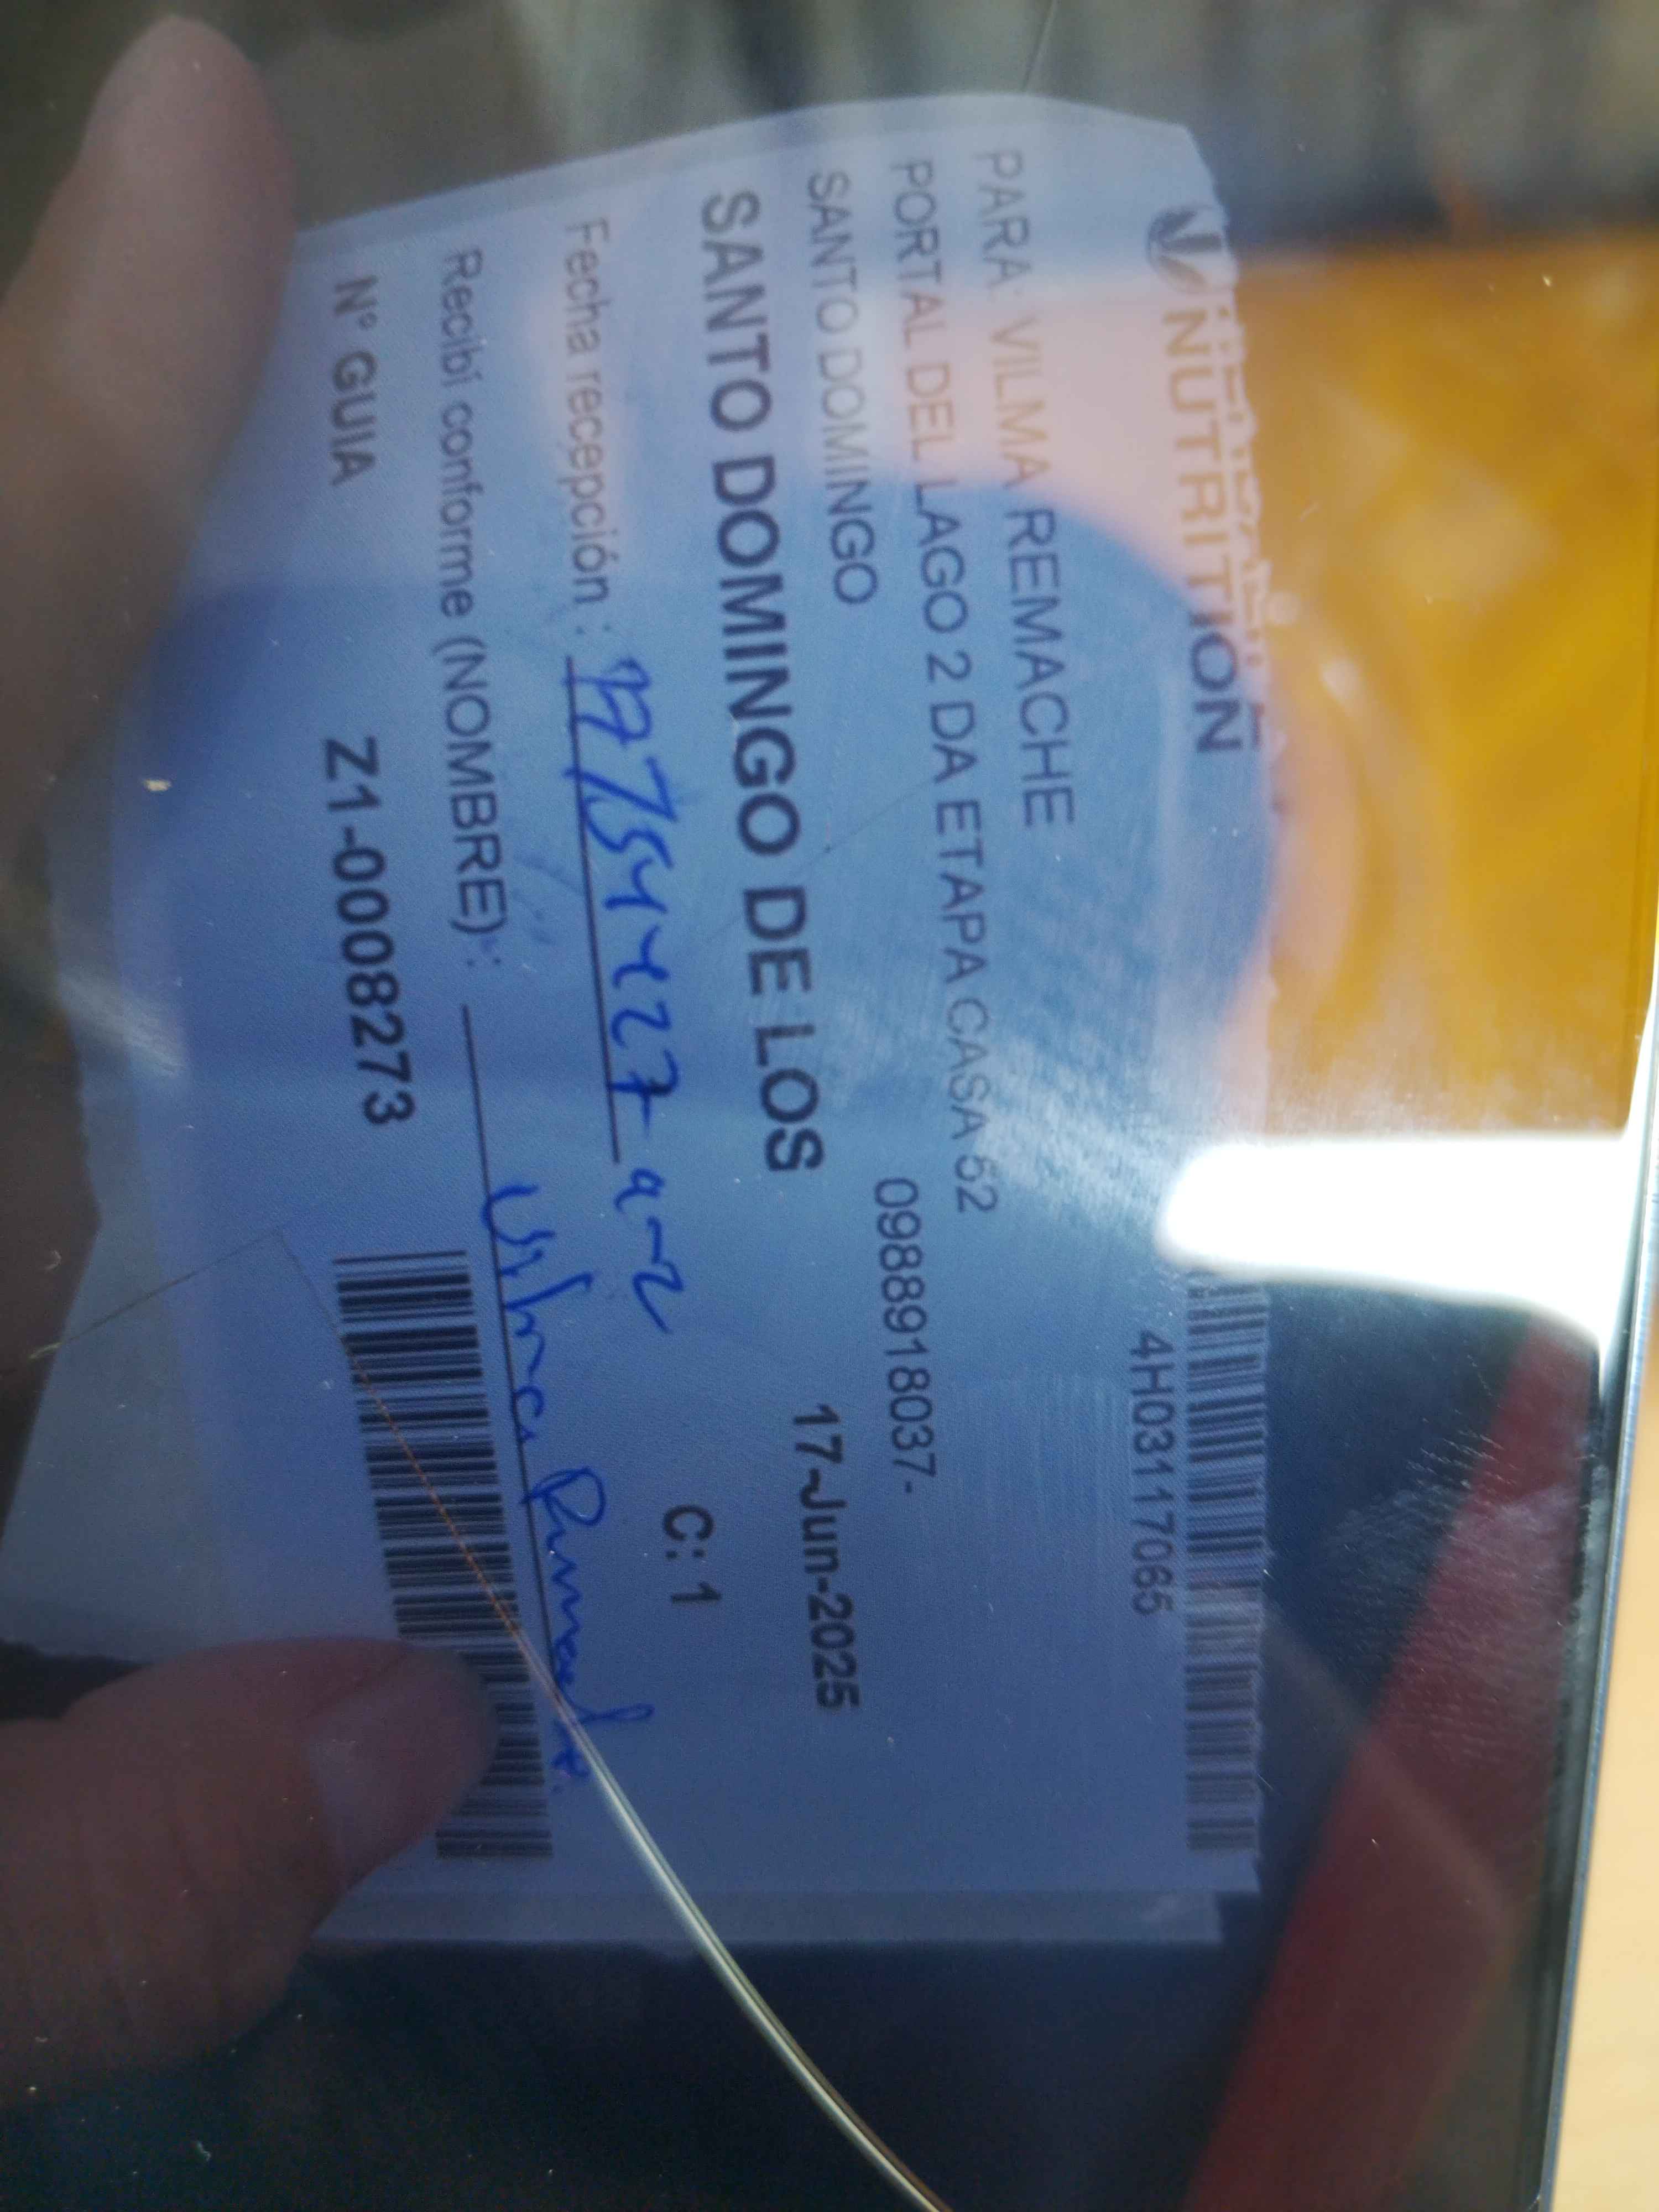 NUTRITION
4H03117065
PARA: VILMA REMACHE
PORTAL DEL LAGO 2 DA ETAPA CASA 52
SANTO DOMINGO 0988918037-
SANTO DOMINGO DE LOS 17-Jun-2025
C: 1
Fecha recepción :
Recibí conforme (NOMBRE) :
N° GUIA Z1-0008273